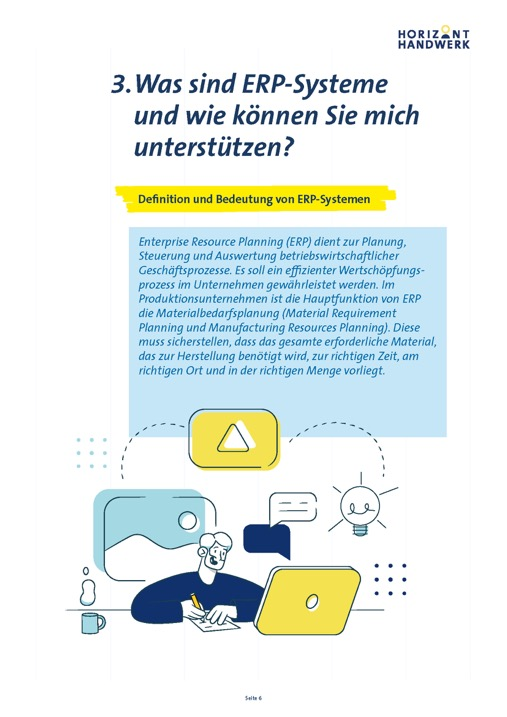 HORIZONT
HANDWERK
3. Was sind ERP-Systeme
und wie können Sie mich
unterstützen?
Definition und Bedeutung von ERP-Systemen
Enterprise Resource Planning (ERP) dient zur Planung,
Steuerung und Auswertung betriebswirtschaftlicher
Geschäftsprozesse. Es soll ein effizienter Wertschöpfungs-
prozess im Unternehmen gewährleistet werden. Im
Produktionsunternehmen ist die Hauptfunktion von ERP
die Materialbedarfsplanung (Material Requirement
Planning und Manufacturing Resources Planning). Diese
muss sicherstellen, dass das gesamte erforderliche Material,
das zur Herstellung benötigt wird, zur richtigen Zeit, am
richtigen Ort und in der richtigen Menge vorliegt.
Seite 6